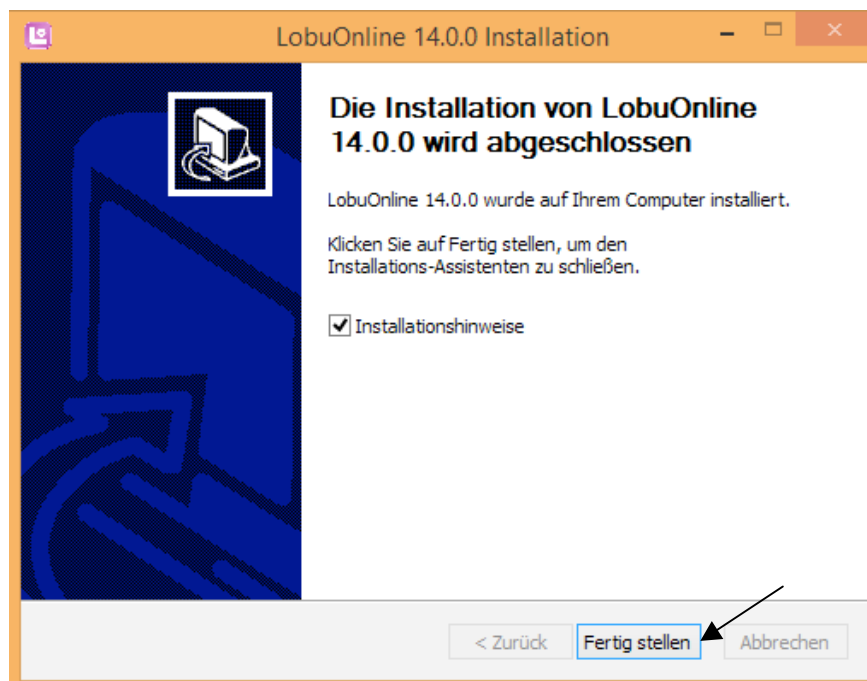 LobuOnline 14.0.0 Installation
Die Installation von LobuOnline
14.0.0 wird abgeschlossen
LobuOnline 14.0.0 wurde auf Ihrem Computer installiert.
Klicken Sie auf Fertig stellen, um den
Installations-Assistenten zu schließen.
Installationshinweise
< Zurück Fertig stellen Abbrechen